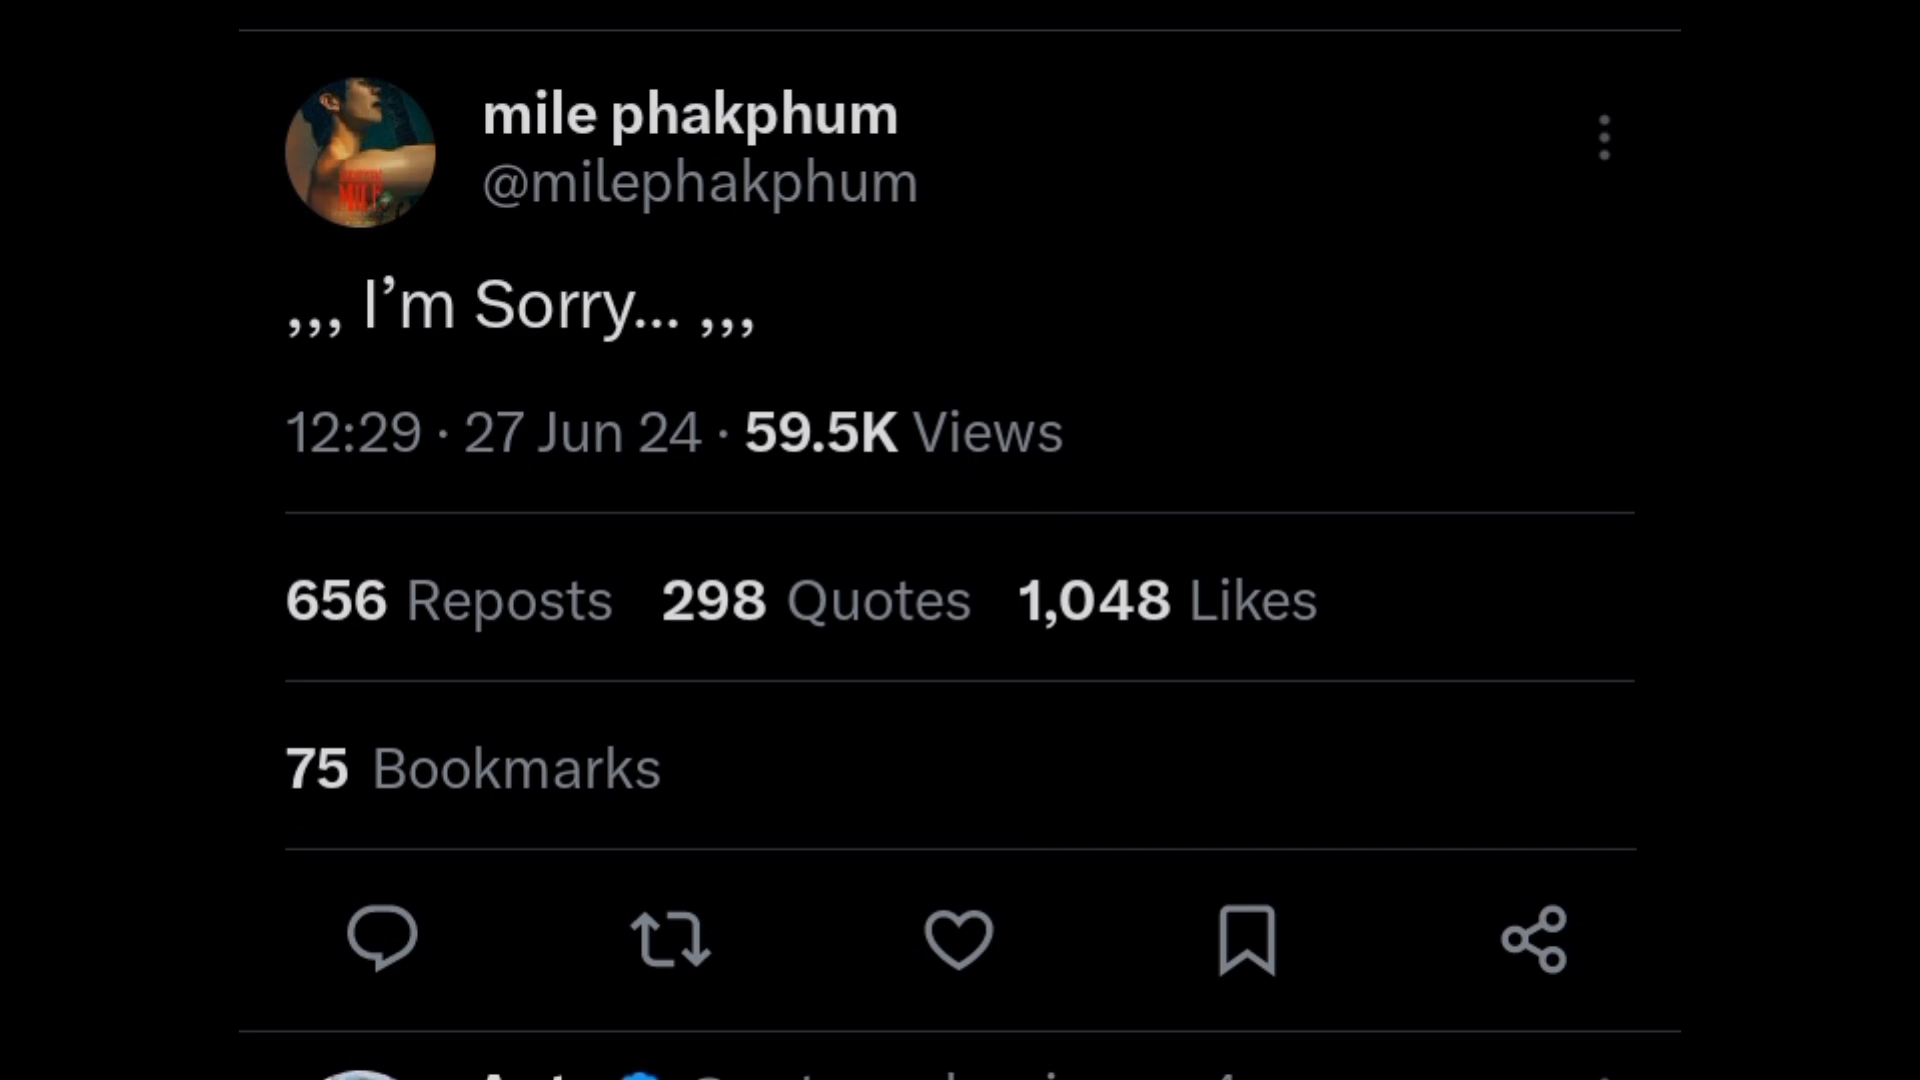 mile phakphum
@milephakphum
MILE
,,, I’m Sorry... ,,,
12:29 · 27 Jun 24 · 59.5K Views
656 Reposts 298 Quotes 1,048 Likes
75 Bookmarks